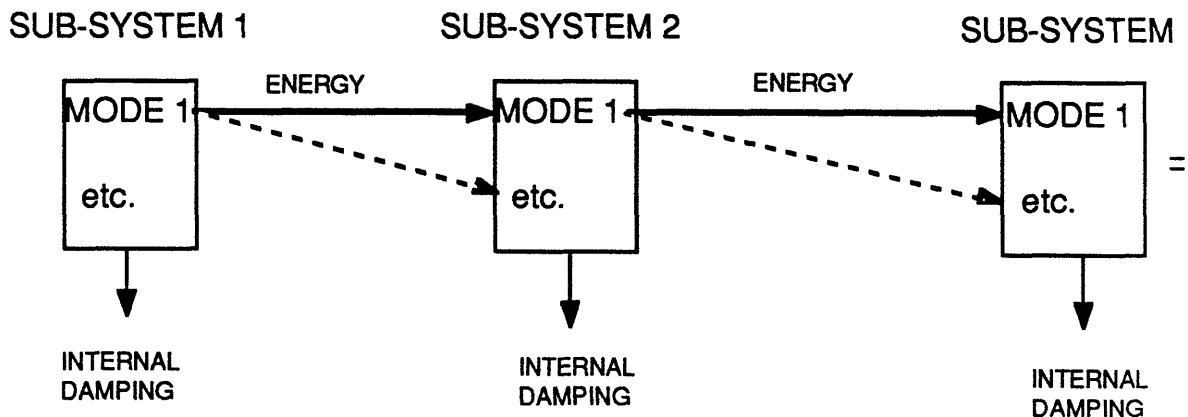 SUB-SYSTEM 1
SUB-SYSTEM 2
SUB-SYSTEM
ENERGY
ENERGY
MODE 1
MODE 1
MODE 1
=
etc.
etc.
etc.
INTERNAL
DAMPING
INTERNAL
DAMPING
INTERNAL
DAMPING